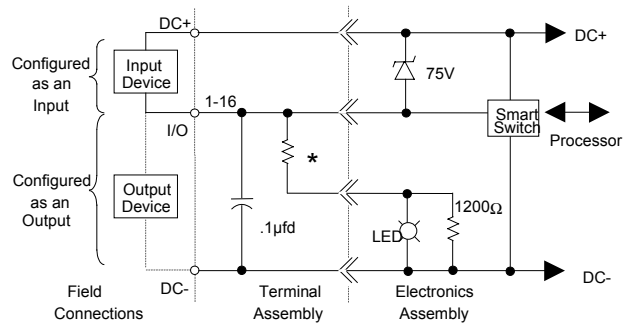 DC+
DC+
Configured
as an
Input
Input
Device
75V
1-16
I/O
Smart
Switch
Processor
*
Configured
as an
Output
Output
Device
.1µfd
LED
1200Ω
DC-
DC-
Field
Connections
Terminal
Assembly
Electronics
Assembly